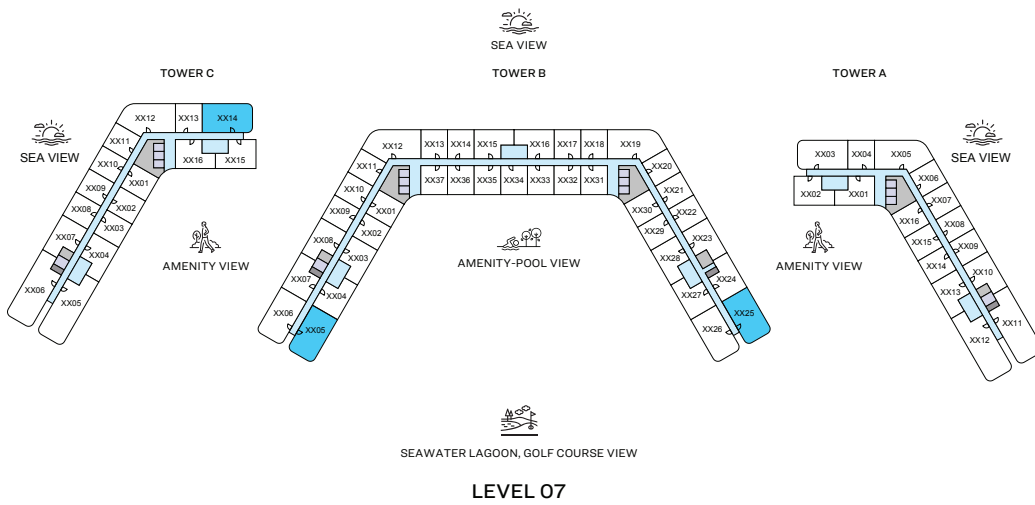 SEA VIEW
TOWER C
TOWER B
TOWER A
XX12 XX13 XX14
XX11
XX10
XX16 XX15
XX01
XX09
XX02
XX08
XX03
XX07
XX04
XX06
XX05
SEA VIEW
AMENITY VIEW
XX12 XX13 XX14 XX15 XX16 XX17 XX18 XX19
XX11
XX37 XX36 XX35 XX34 XX33 XX32 XX31
XX20
XX10
XX01
XX21
XX09
XX30
XX22
XX02
XX29
XX08
XX23
XX03
XX28
XX07
XX24
XX04
XX27
XX06
XX25
XX05
XX26
AMENITY-POOL VIEW
XX03 XX04 XX05
XX06
XX02 XX01
XX07
XX16
XX08
XX15
XX09
XX14
XX10
XX13
XX11
XX12
SEA VIEW
AMENITY VIEW
SEAWATER LAGOON, GOLF COURSE VIEW
LEVEL 07